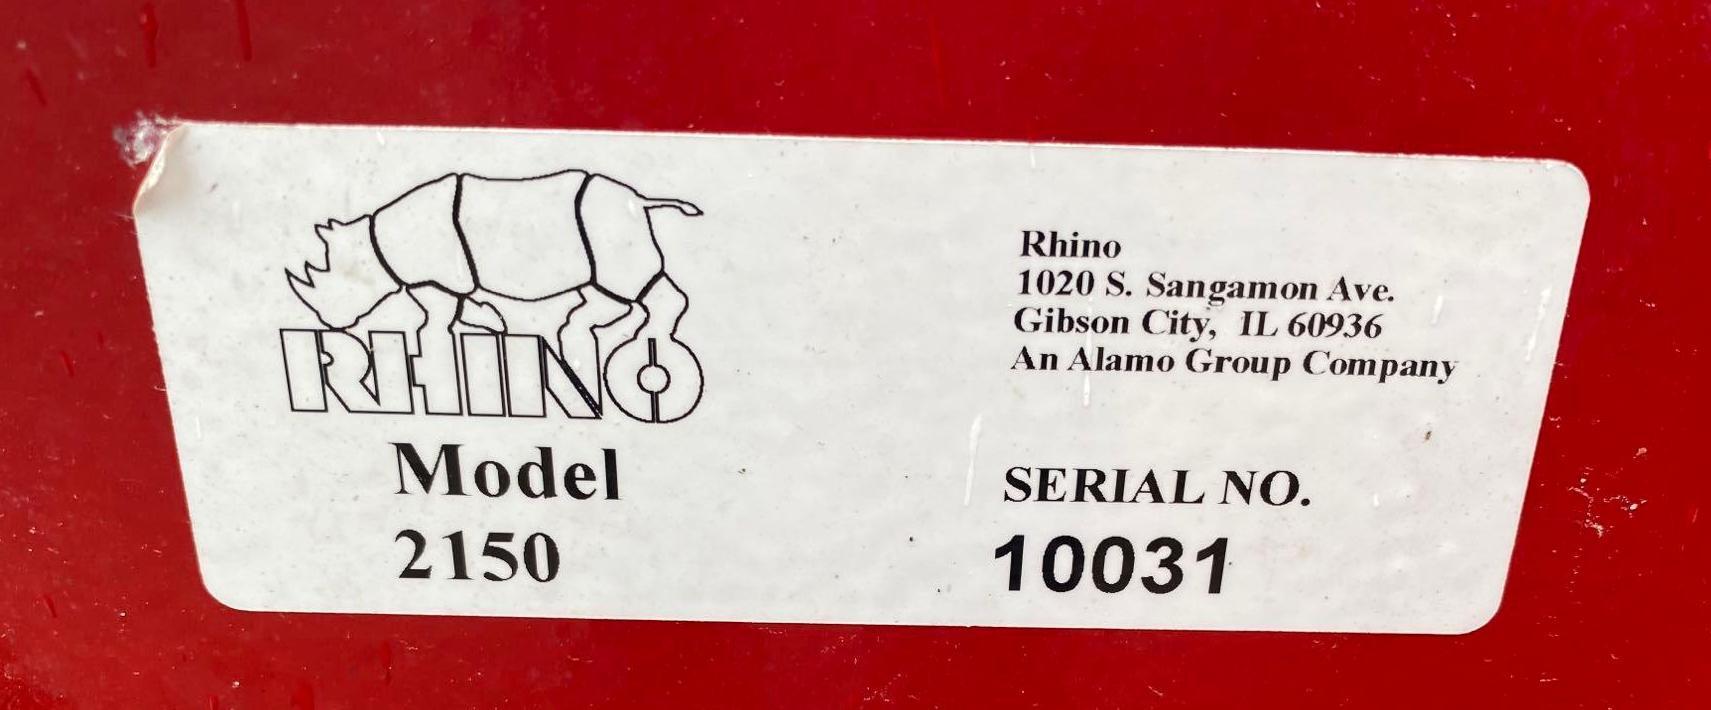 RHINO
Model
2150
Rhino
1020 S. Sangamon Ave.
Gibson City, IL 60936
An Alamo Group Company
SERIAL NO.
10031